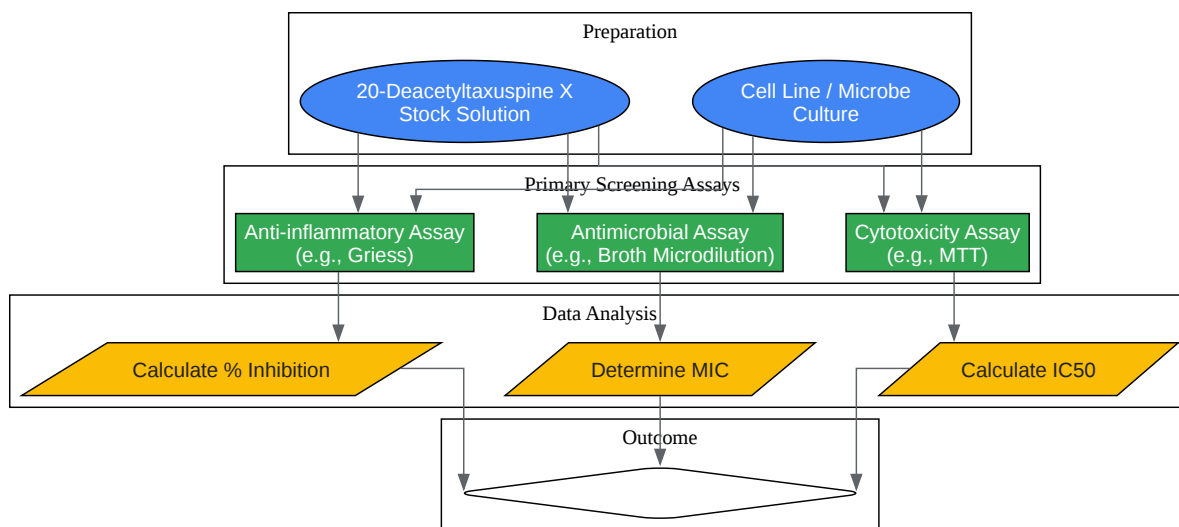 Preparation
20-Deacetyltaxuspine X
Stock Solution
Cell Line / Microbe
Culture
Primary Screening Assays
Anti-inflammatory Assay
(e.g., Griess)
Antimicrobial Assay
(e.g., Broth Microdilution)
Cytotoxicity Assay
(e.g., MTT)
Data Analysis
Calculate % Inhibition
Determine MIC
Calculate IC50
Outcome